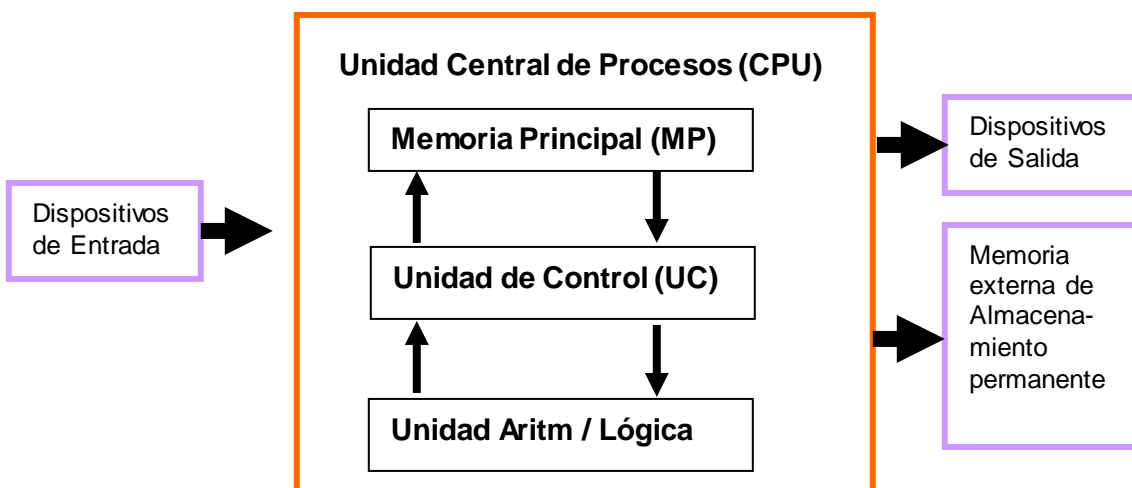 Unidad Central de Procesos (CPU)
Memoria Principal (MP)
Dispositivos
de Salida
Dispositivos
de Entrada
Unidad de Control (UC)
Memoria
externa de
Almacena-
miento
permanente
Unidad Aritm / Lógica